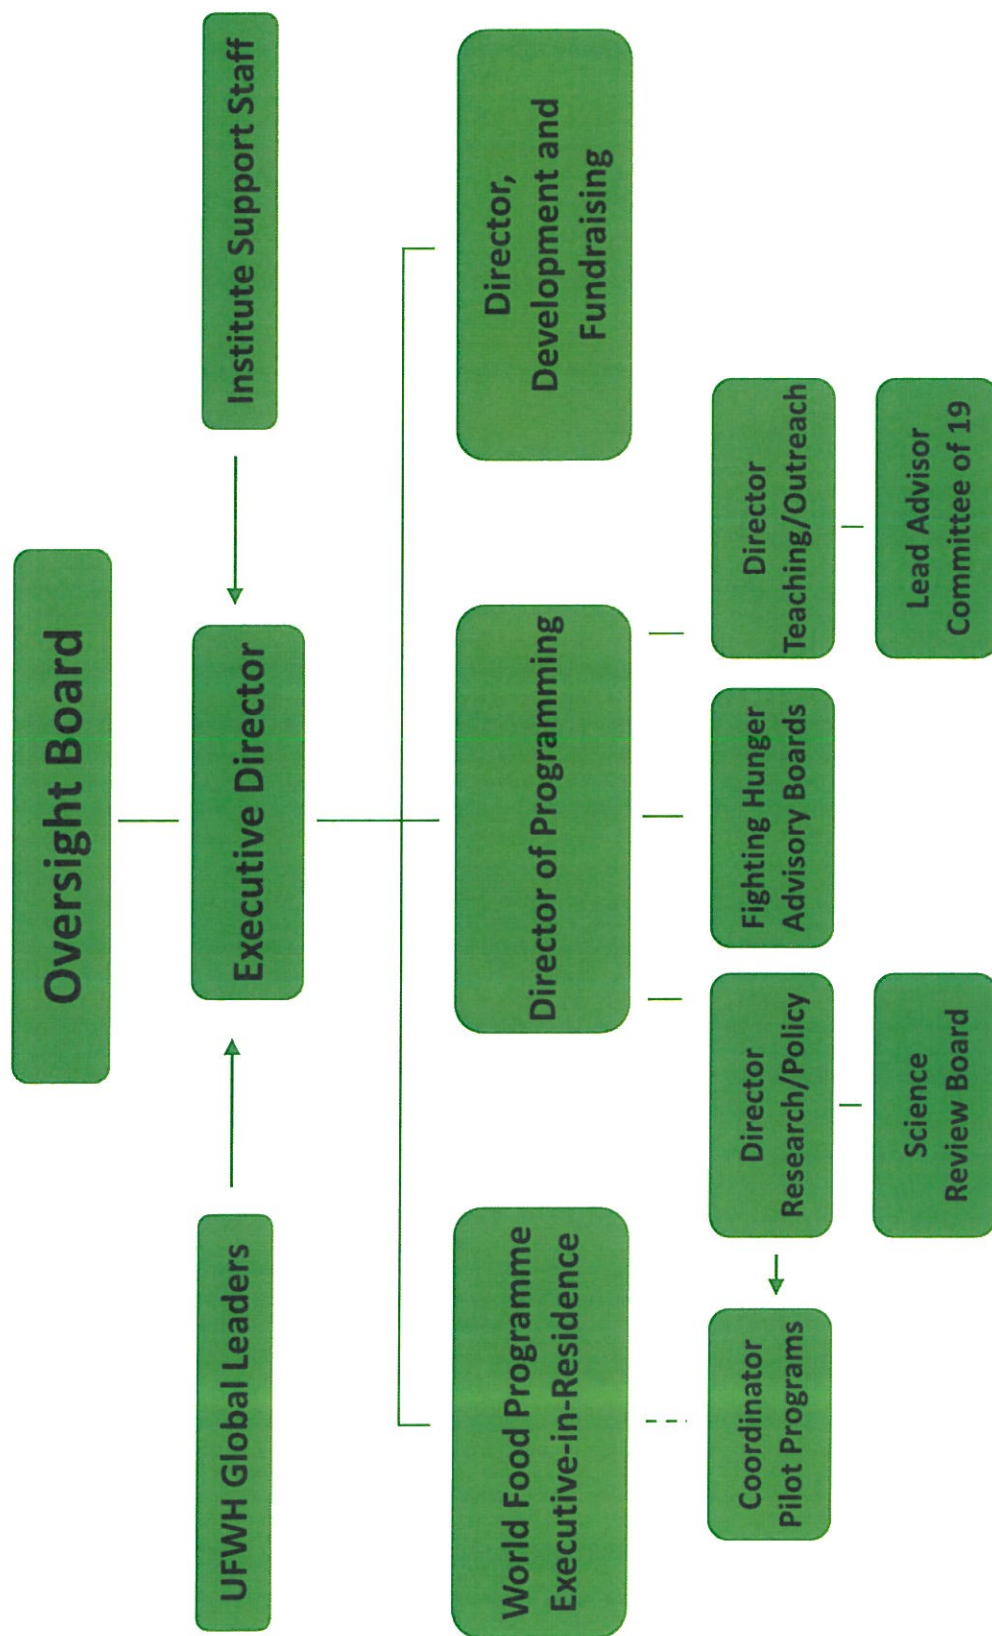 Oversight Board
UFWH Global Leaders
Executive Director
Institute Support Staff
World Food Programme
Executive-in-Residence
Director of Programming
Director,
Development and
Fundraising
Coordinator
Pilot Programs
Director
Research/Policy
Fighting Hunger
Advisory Boards
Director
Teaching/Outreach
Science
Review Board
Lead Advisor
Committee of 19